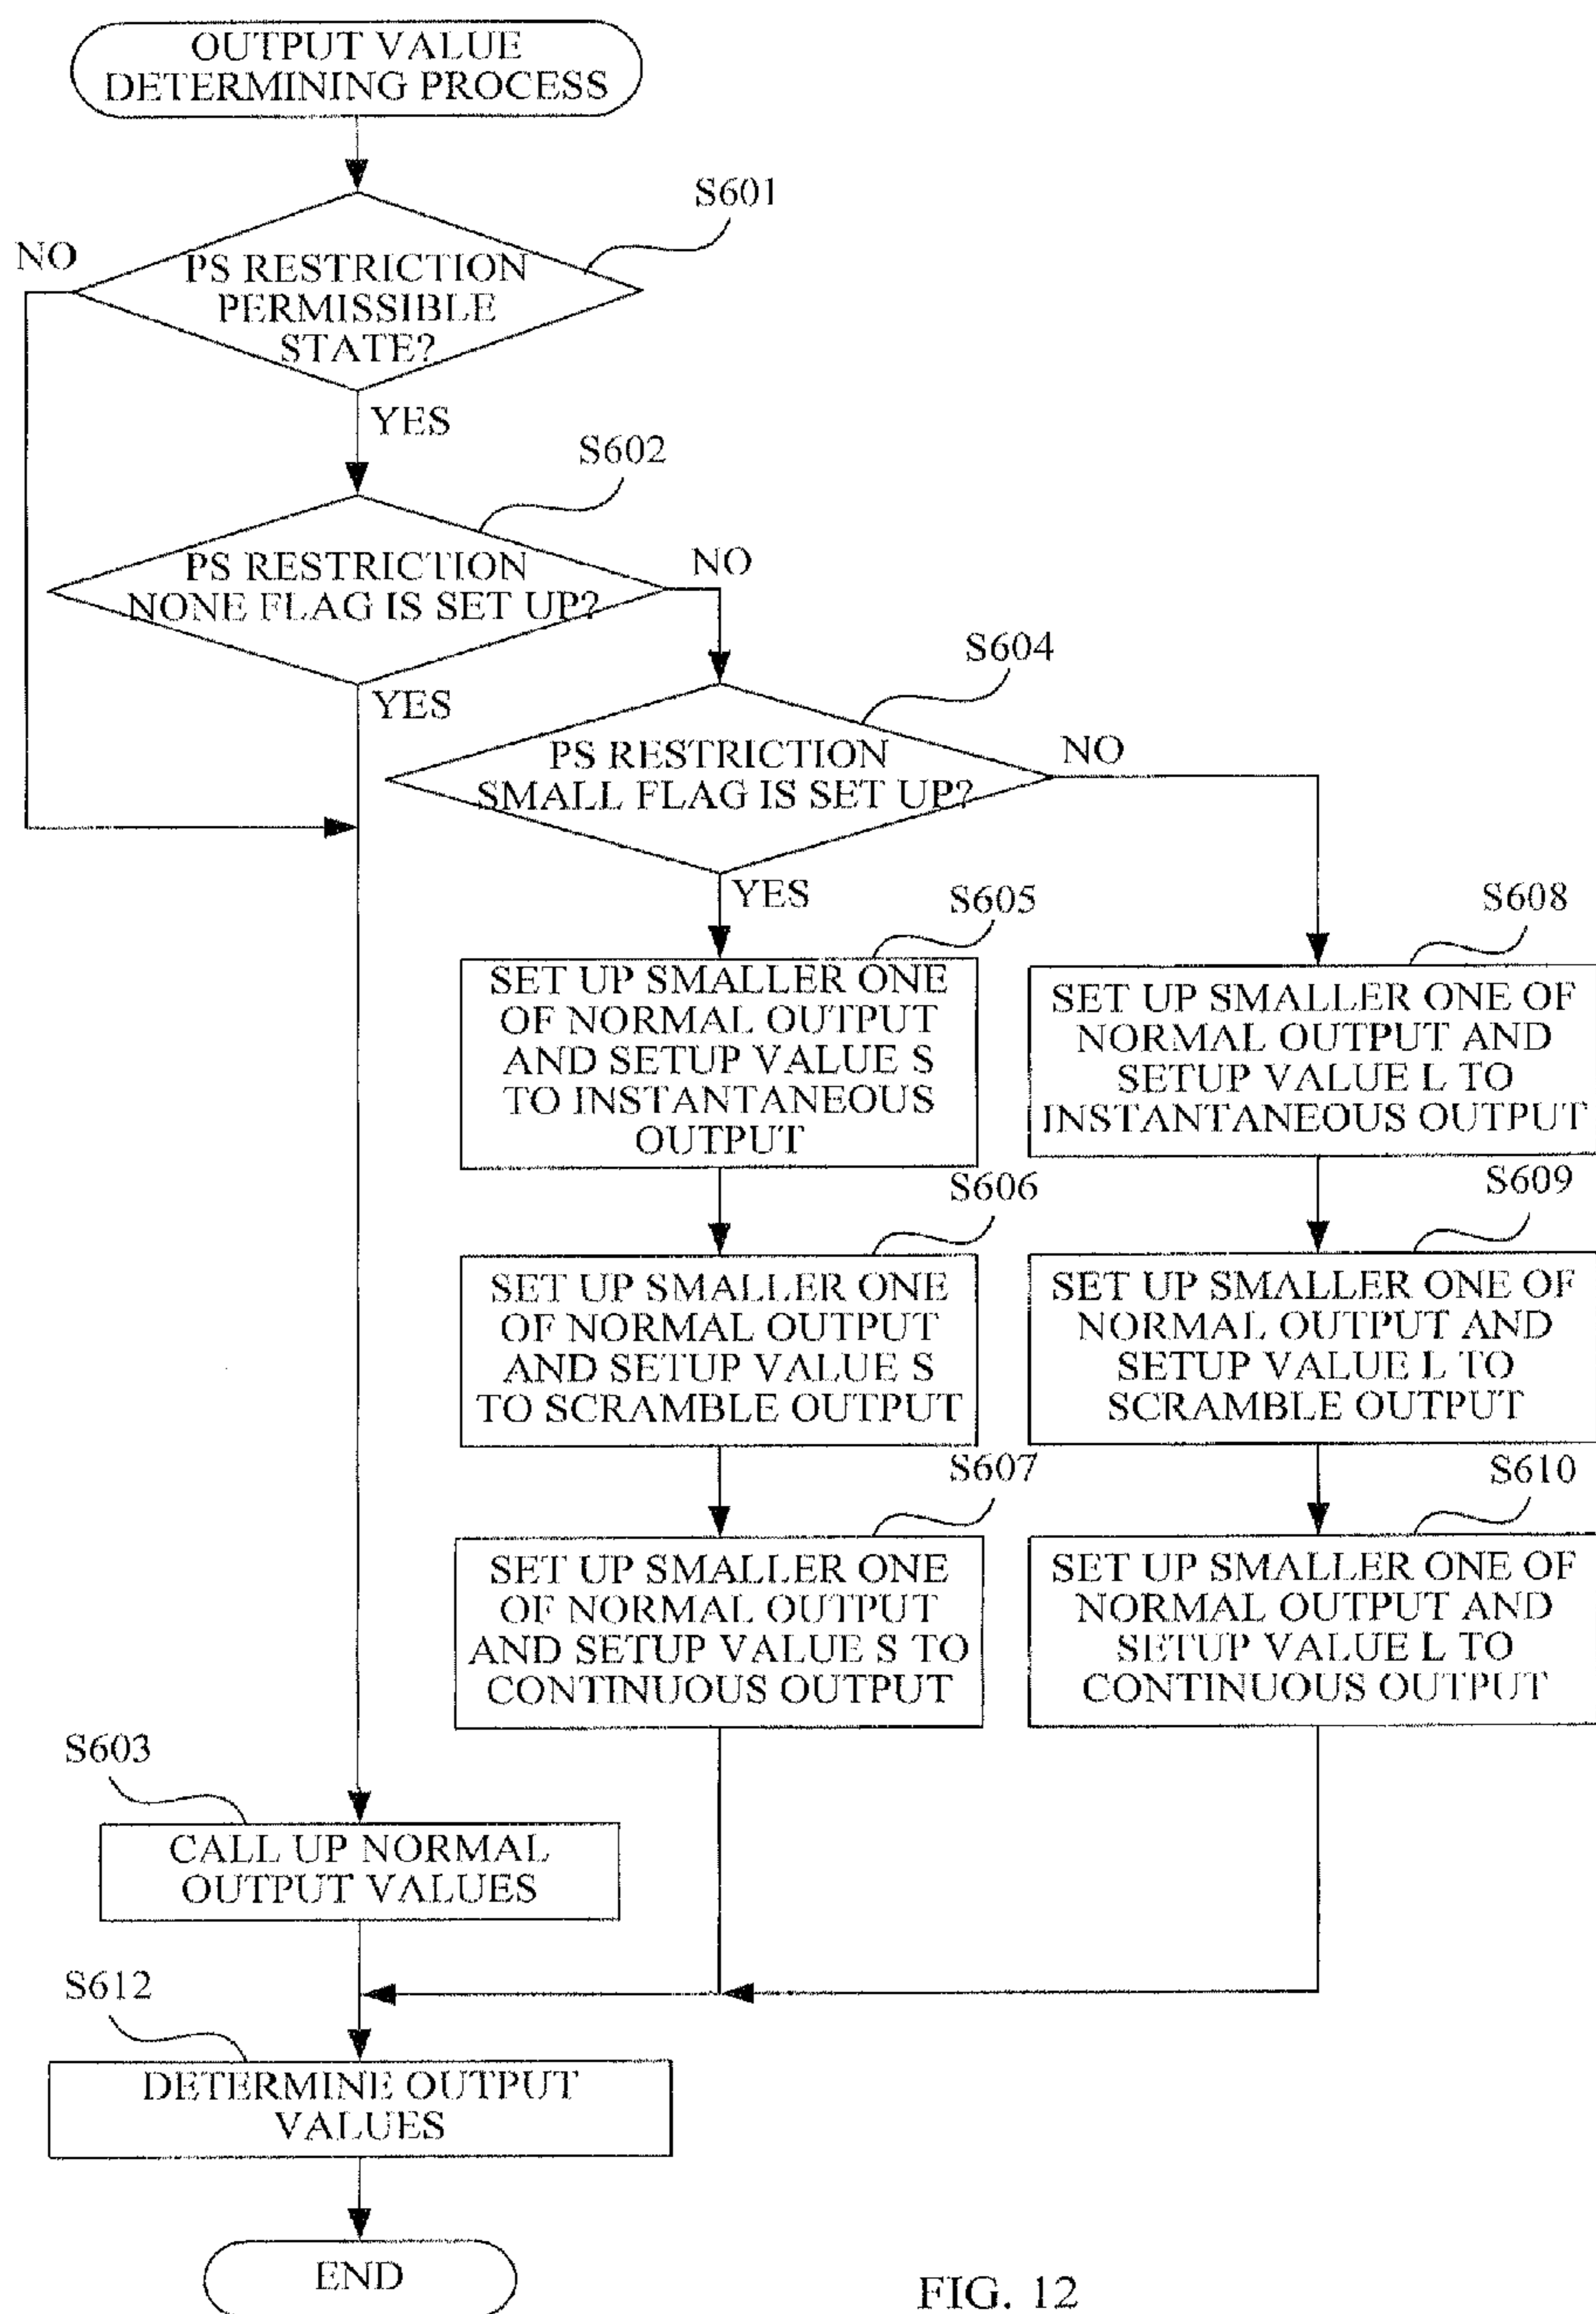 OUTPUT VALUE
DETERMINING PROCESS
S601
NO
PS RESTRICTION
PERMISSIBLE
STATE?
YES
S602
PS RESTRICTION
NONE FLAG IS SET UP?
NO
YES
S604
PS RESTRICTION
SMALL FLAG IS SET UP?
NO
YES
S605
SET UP SMALLER ONE
OF NORMAL OUTPUT
AND SETUP VALUE S
TO INSTANTANEOUS
OUTPUT
S608
SET UP SMALLER ONE OF
NORMAL OUTPUT AND
SETUP VALUE L TO
INSTANTANEOUS OUTPUT
S606
SET UP SMALLER ONE
OF NORMAL OUTPUT
AND SETUP VALUE S
TO SCRAMBLE OUTPUT
S609
SET UP SMALLER ONE OF
NORMAL OUTPUT AND
SETUP VALUE L TO
SCRAMBLE OUTPUT
S607
SET UP SMALLER ONE
OF NORMAL OUTPUT
AND SETUP VALUE S TO
CONTINUOUS OUTPUT
S610
SET UP SMALLER ONE OF
NORMAL OUTPUT AND
SETUP VALUE L TO
CONTINUOUS OUTPUT
S603
CALL UP NORMAL
OUTPUT VALUES
S612
DETERMINE OUTPUT
VALUES
END
FIG. 12